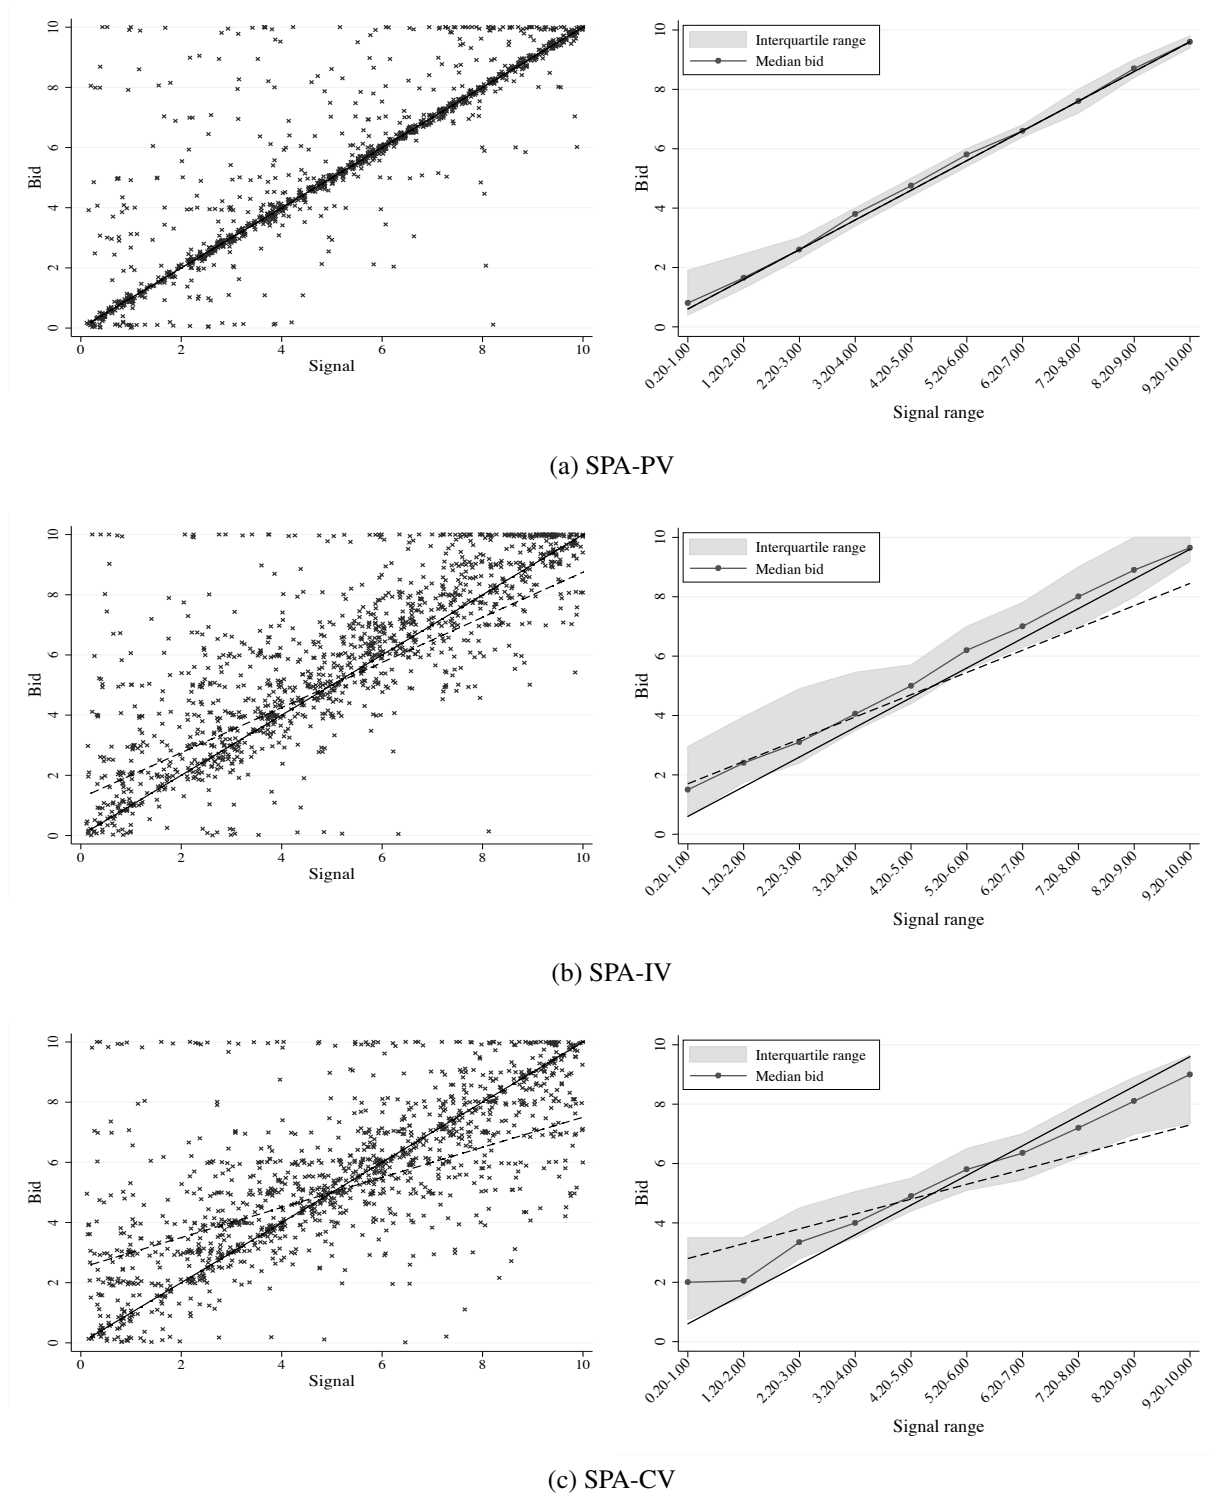 Bid
10
8
6
4
2
0
0 2 4 6 8 10
Signal
Bid
10
8
6
4
2
0
Interquartile range
Median bid
0.20-1.00 1.20-2.00 2.20-3.00 3.20-4.00 4.20-5.00 5.20-6.00 6.20-7.00 7.20-8.00 8.20-9.00 9.20-10.00
Signal range
(a) SPA-PV
Bid
10
8
6
4
2
0
0 2 4 6 8 10
Signal
Bid
10
8
6
4
2
0
Interquartile range
Median bid
0.20-1.00 1.20-2.00 2.20-3.00 3.20-4.00 4.20-5.00 5.20-6.00 6.20-7.00 7.20-8.00 8.20-9.00 9.20-10.00
Signal range
(b) SPA-IV
Bid
10
8
6
4
2
0
0 2 4 6 8 10
Signal
Bid
10
8
6
4
2
0
Interquartile range
Median bid
0.20-1.00 1.20-2.00 2.20-3.00 3.20-4.00 4.20-5.00 5.20-6.00 6.20-7.00 7.20-8.00 8.20-9.00 9.20-10.00
Signal range
(c) SPA-CV